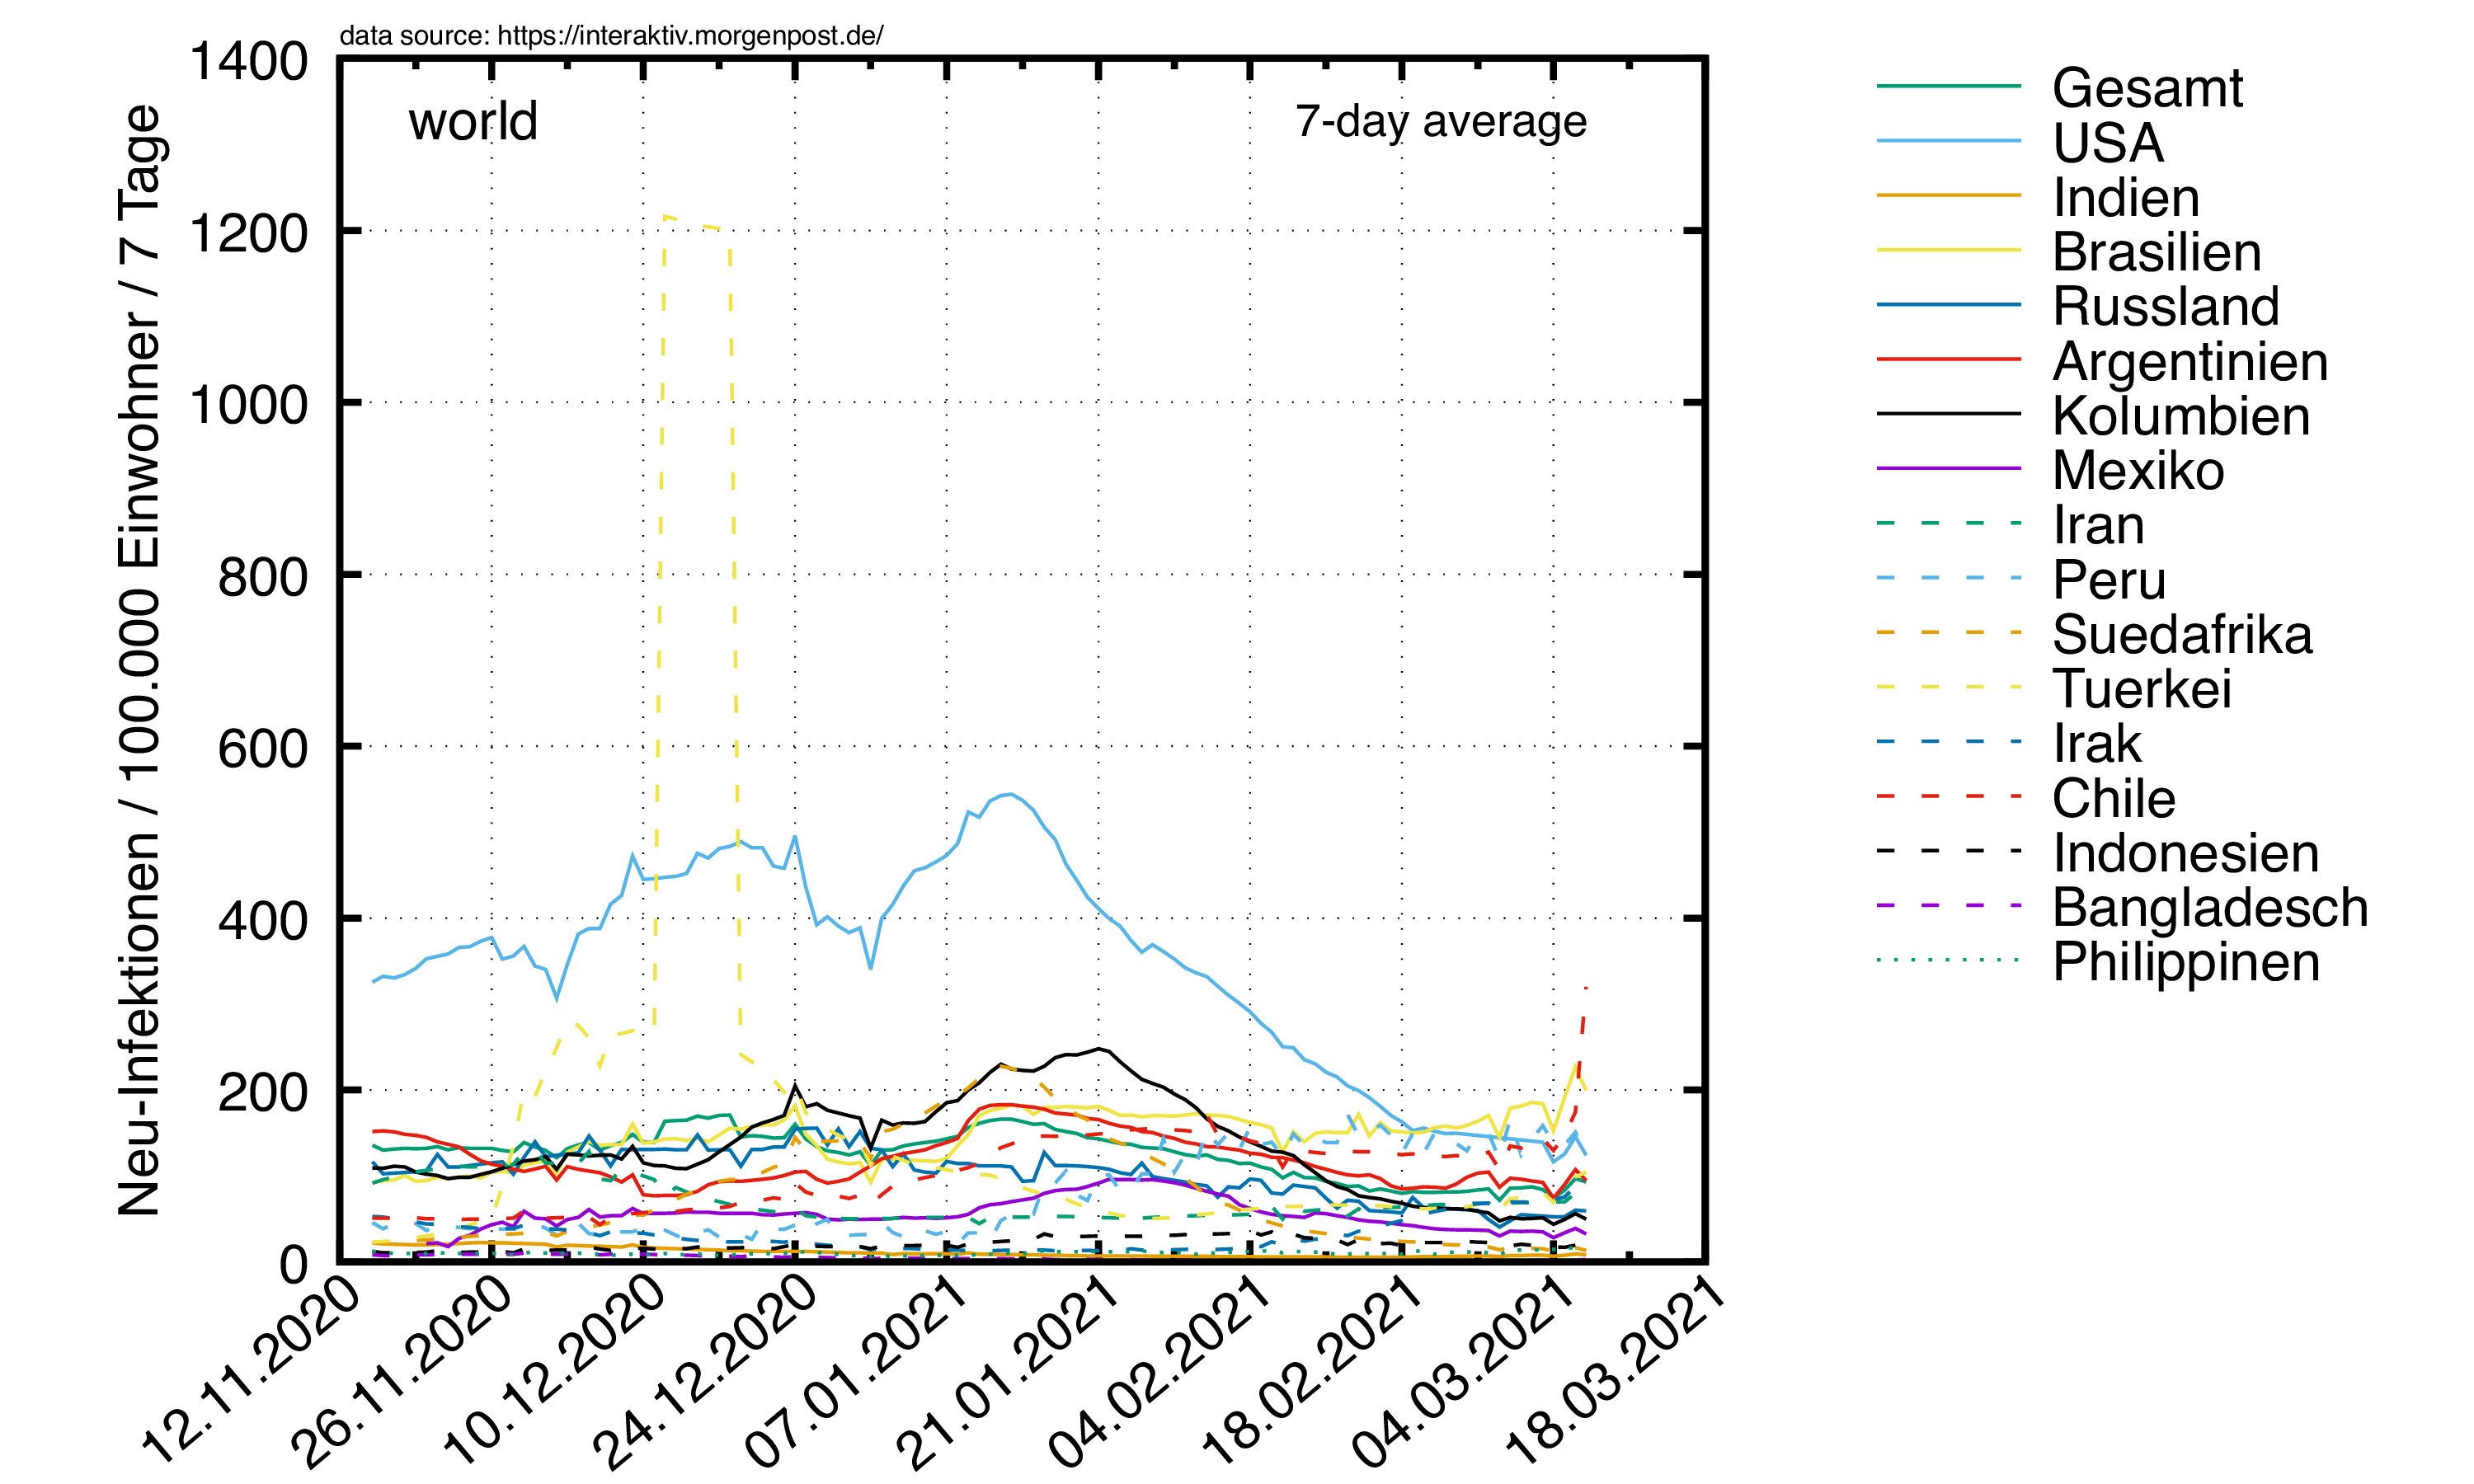 data source: https://interaktiv.morgenpost.de/
world
7-day average
Neu-Infektionen / 100.000 Einwohner / 7 Tage
1400
1200
1000
800
600
400
200
0
12.11.2020
26.11.2020
10.12.2020
24.12.2020
07.01.2021
21.01.2021
04.02.2021
18.02.2021
04.03.2021
18.03.2021
Gesamt
USA
Indien
Brasilien
Russland
Argentinien
Kolumbien
Mexiko
Iran
Peru
Suedafrika
Tuerkei
Irak
Chile
Indonesien
Bangladesch
Philippinen